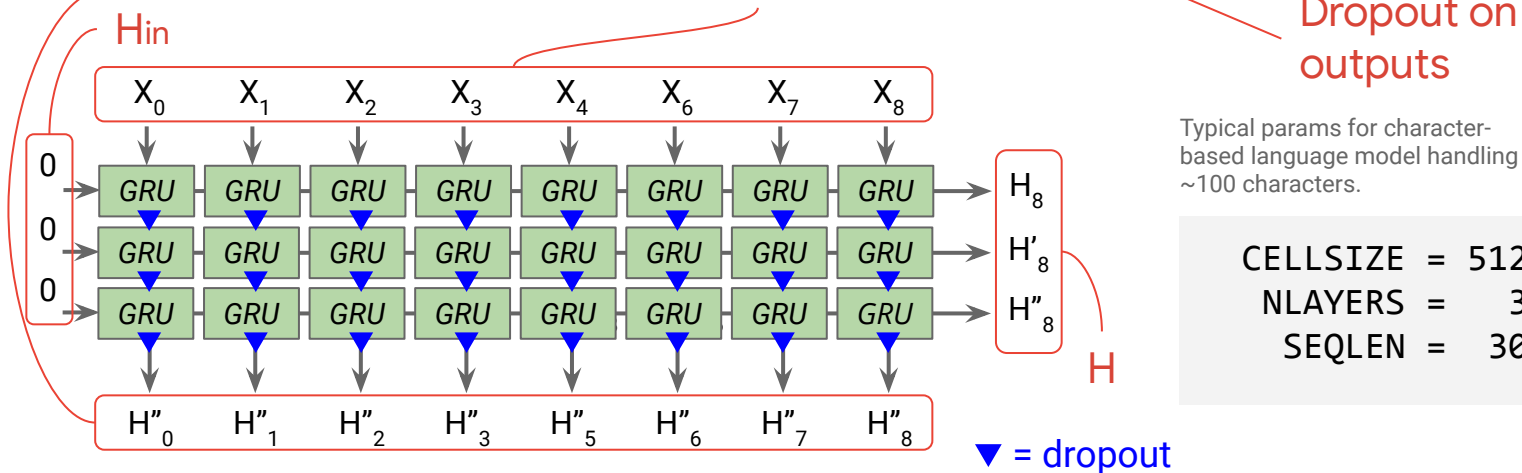 Dropout on
outputs
Hin
X0 X1 X2 X3 X4 X6 X7 X8
Typical params for character-
based language model handling
~100 characters.
0
GRU GRU GRU GRU GRU GRU GRU GRU
H8
0
GRU GRU GRU GRU GRU GRU GRU GRU
H'8
0
GRU GRU GRU GRU GRU GRU GRU GRU
H"8
CELLSIZE = 512
NLAYERS = 3
SEQLEN = 30
H
H"0 H"1 H"2 H"3 H"5 H"6 H"7 H"8
= dropout